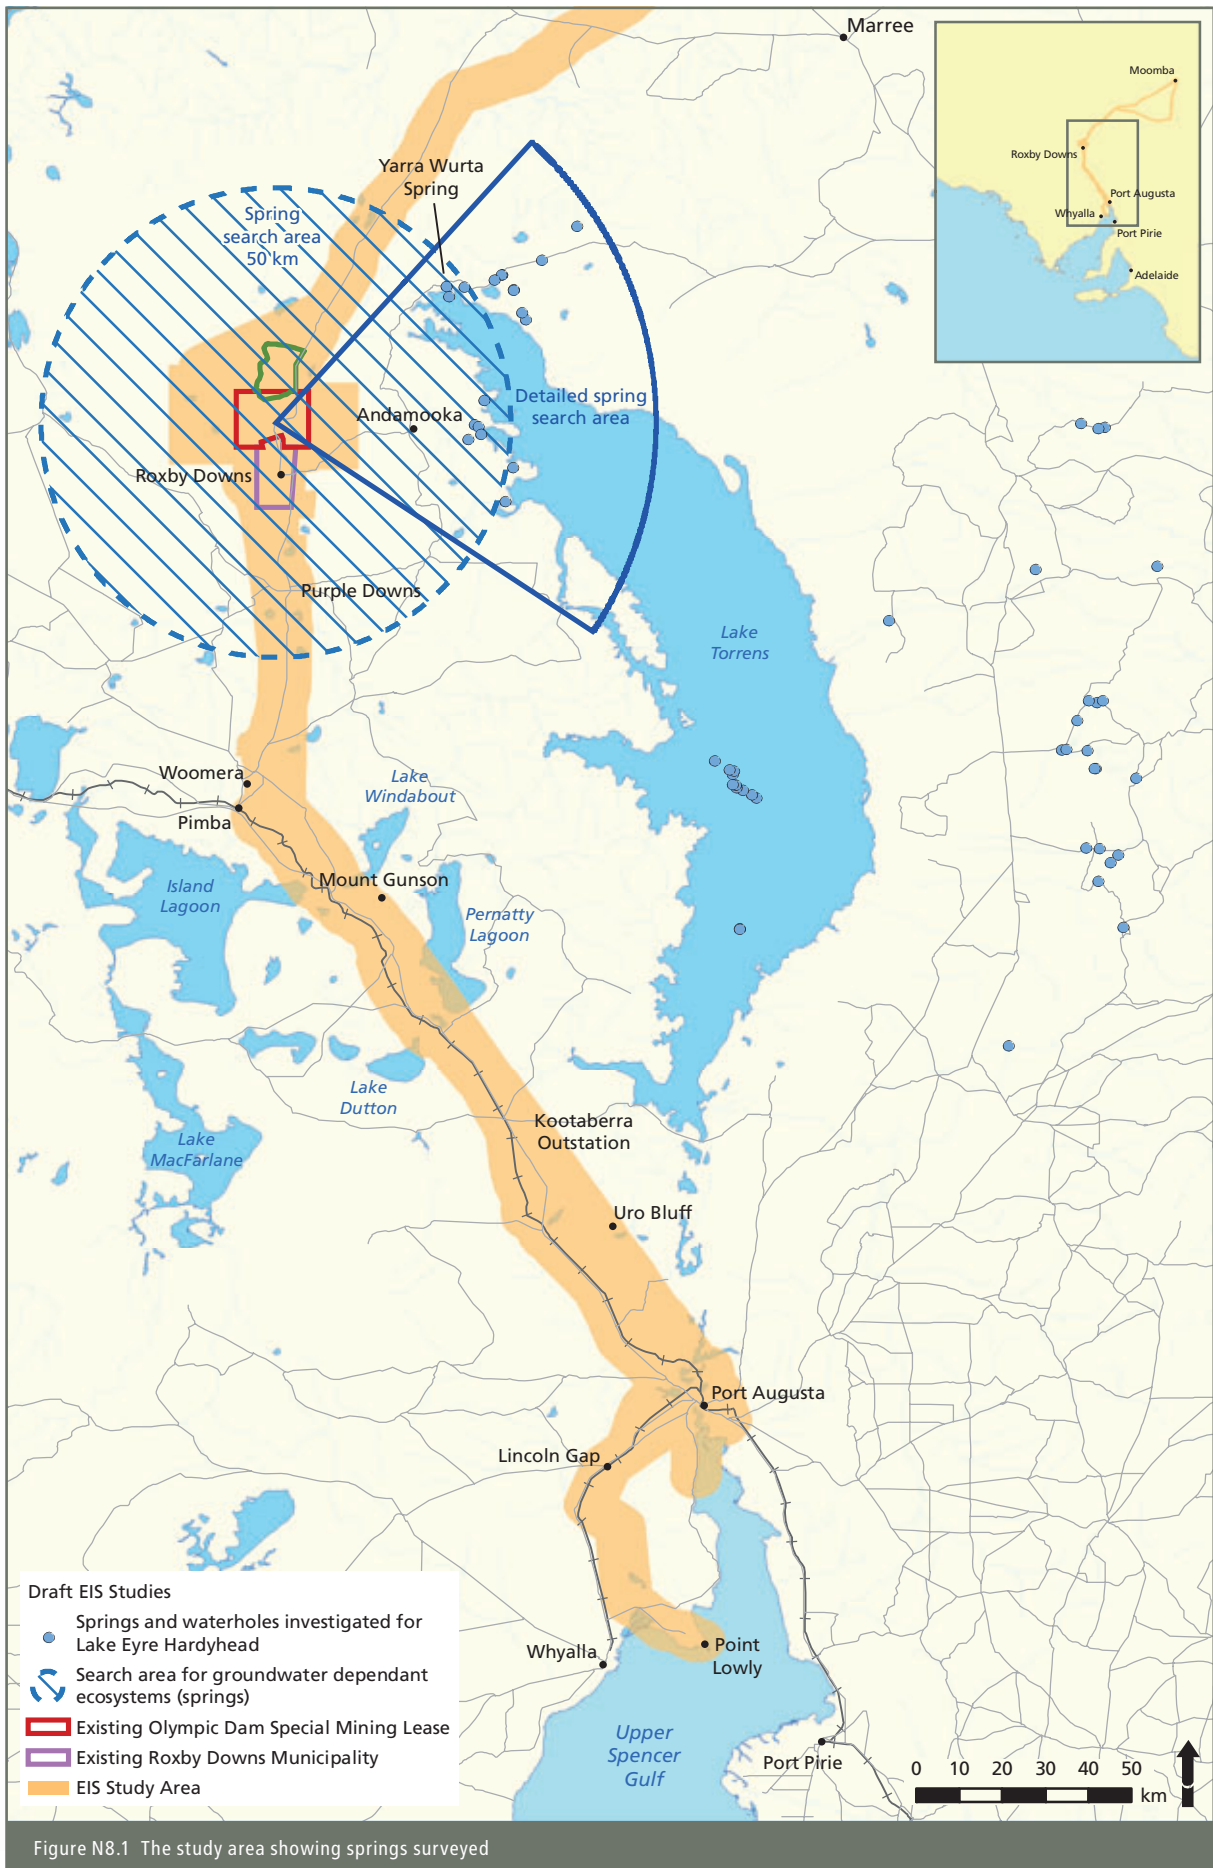 Marree
Moomba
Roxby Downs
Port Augusta
Whyalla
Port Pirie
Adelaide
Yarra Wurta
Spring
Spring
search area
50 km
Detailed spring
search area
Andamooka
Roxby Downs
Purple Downs
Lake
Torrens
Woomera
Pimba
Lake
Windabout
Island
Lagoon
Mount Gunson
Pernatty
Lagoon
Lake
Dutton
Kootaberra
Outstation
Lake
MacFarlane
Uro Bluff
Port Augusta
Lincoln Gap
Whyalla
Point
Lowly
Upper
Spencer
Gulf
Port Pirie
Draft EIS Studies
Springs and waterholes investigated for
Lake Eyre Hardyhead
Search area for groundwater dependant
ecosystems (springs)
Existing Olympic Dam Special Mining Lease
Existing Roxby Downs Municipality
EIS Study Area
0 10 20 30 40 50
km
Figure N8.1 The study area showing springs surveyed